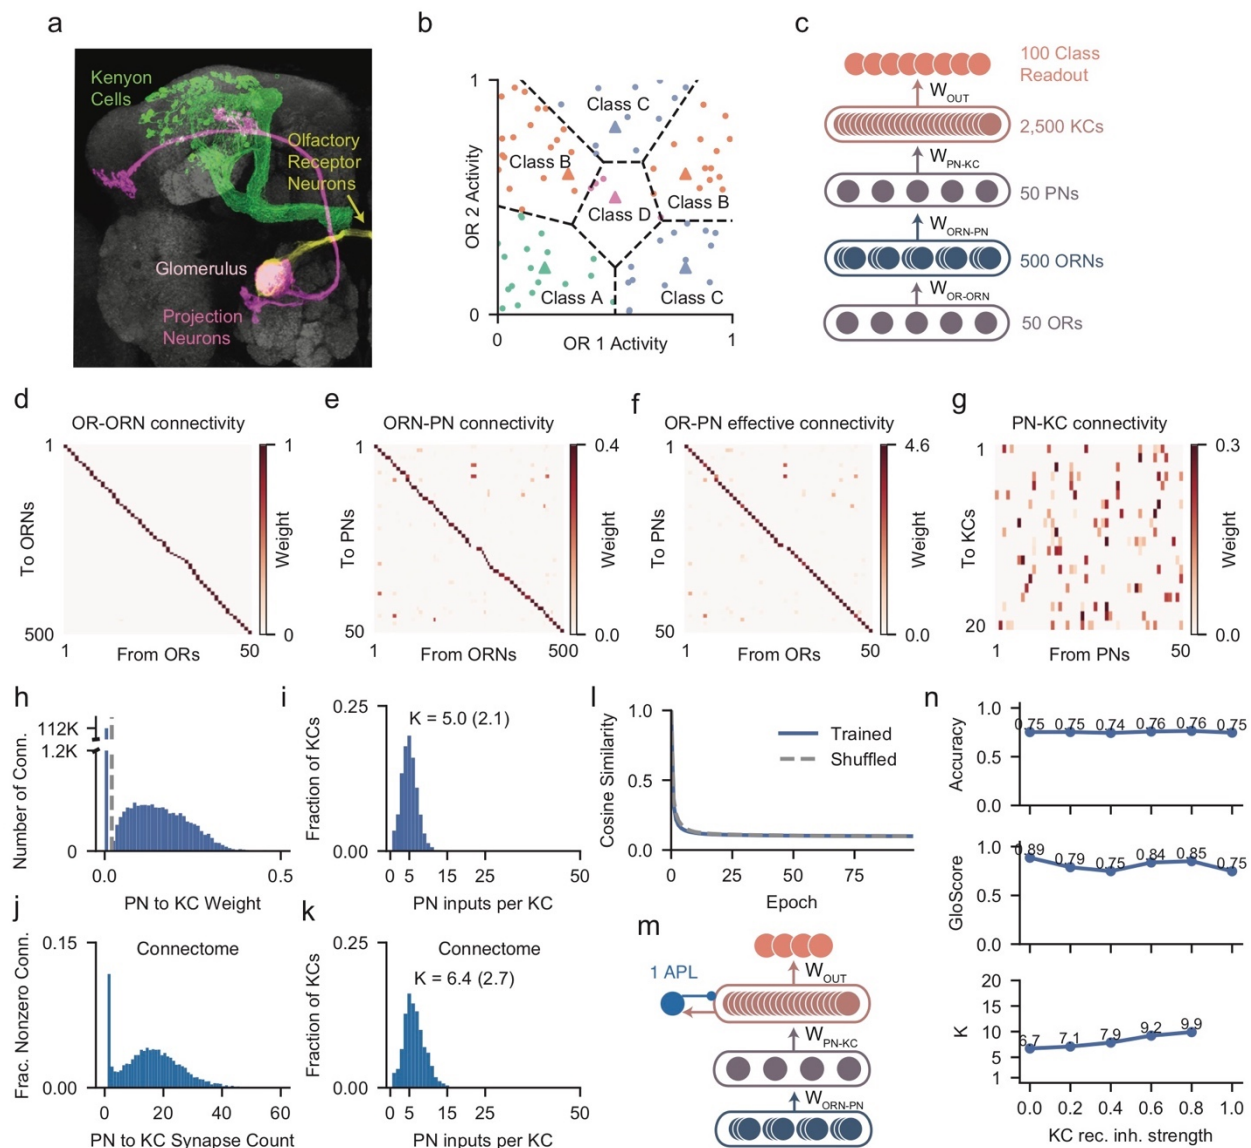 a
Kenyon
Cells
Olfactory
Receptor
Neurons
Glomerulus
Projection
Neurons
b
1
OR 2 Activity
0
Class C
Class B
Class D
Class B
Class A
Class C
0
1
OR 1 Activity
c
100 Class
Readout
W_OUT
2,500 KCs
W_PN-KC
50 PNs
W_ORN-PN
500 ORNs
W_OR-ORN
50 ORs
d
OR-ORN connectivity
1
To ORNs
500
1
From ORs
50
1
Weight
0
e
ORN-PN connectivity
1
To PNs
50
1
From ORNs
500
0.4
Weight
0.0
f
OR-PN effective connectivity
1
To PNs
50
1
From ORs
50
4.6
Weight
0.0
g
PN-KC connectivity
1
To KCs
20
1
From PNs
50
0.3
Weight
0.0
h
112K
1.2K
Number of Conn.
0
0.0
0.5
PN to KC Weight
i
0.25
K = 5.0 (2.1)
Fraction of KCs
0.00
5
15
25
50
PN inputs per KC
j
0.15
Connectome
Frac. Nonzero Conn.
0.00
0
20
40
60
PN to KC Synapse Count
k
0.25
Connectome
K = 6.4 (2.7)
Fraction of KCs
0.00
5
15
25
50
PN inputs per KC
l
1.0
Cosine Similarity
0.5
0.0
Trained
Shuffled
0
25
50
75
Epoch
m
1 APL
W_OUT
W_PN-KC
W_ORN-PN
n
1.0
0.75 0.75 0.74 0.76 0.76 0.75
Accuracy
0.5
0.0
1.0
0.89 0.79 0.75 0.84 0.85 0.75
GloScore
0.5
0.0
20
15
10
5
1
K
6.7 7.1 7.9 9.2 9.9
0.0 0.2 0.4 0.6 0.8 1.0
KC rec. inh. strength